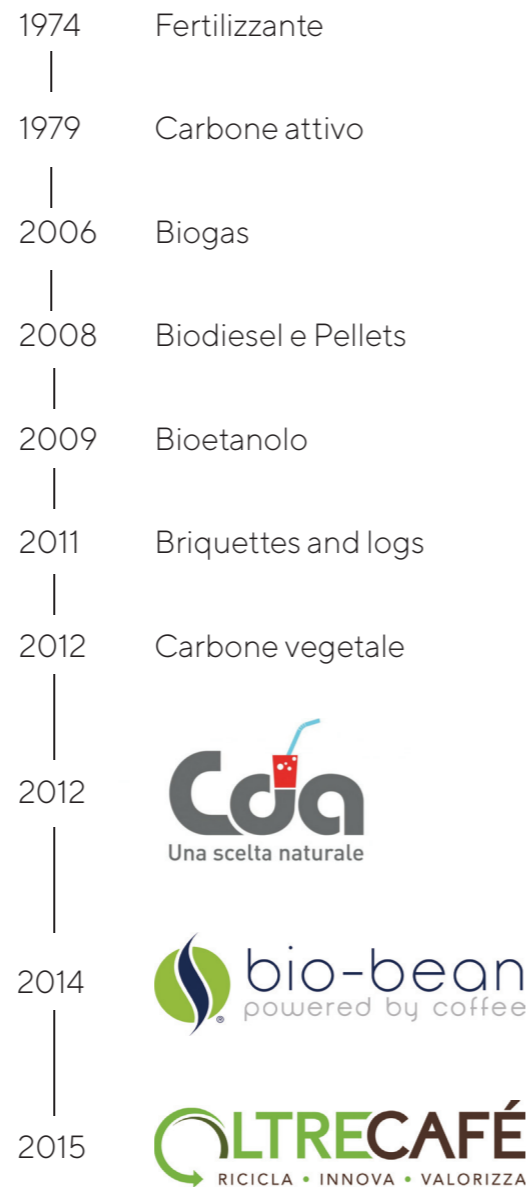 1974 Fertilizzante
1979 Carbone attivo
2006 Biogas
2008 Biodiesel e Pellets
2009 Bioetanolo
2011 Briquettes and logs
2012 Carbone vegetale
2012 Cda
Una scelta naturale
2014 bio-bean
powered by coffee
®
2015 OLTRECAFÉ
RICICLA • INNOVA • VALORIZZA